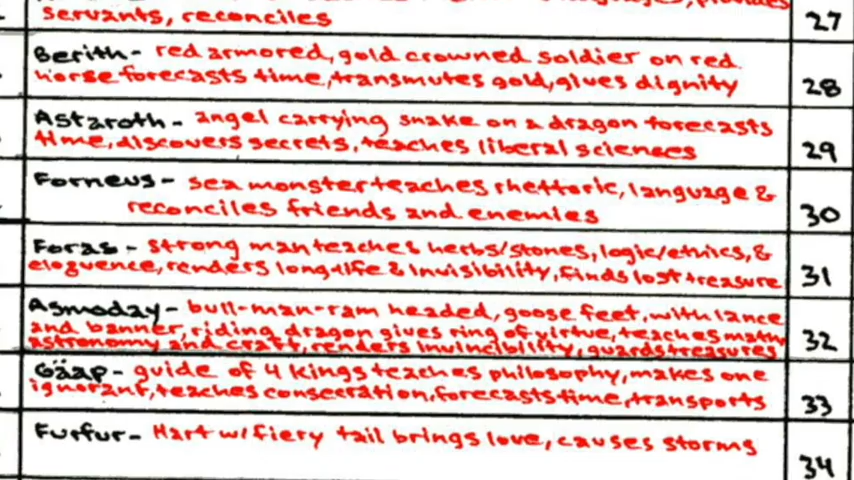 provides
servants, reconciles
27
Berith - red armored, gold crowned soldier on red
horse forecasts time, transmutes gold, gives dignity
28
Astaroth - angel carrying snake on a dragon forecasts
time, discovers secrets, teaches liberal sciences
29
Forneus - sea monster teaches rhettoric, language &
reconciles friends and enemies
30
Foras - strong man teaches herbs/stones, logic/ethics, &
eloquence, renders long-life & Invisibility, finds lost treasure
31
Asmoday - bull-man-ram headed, goose feet, with lance
and banner, riding dragon gives ring of virtue, teaches math,
astronomy and craft, renders invincibility, guards treasures
32
Gäap - guide of 4 kings teaches philosophy, makes one
ignorant, teaches consecration, forecasts time, transports
33
Furfur - Hart w/fiery tail brings love, causes storms
34